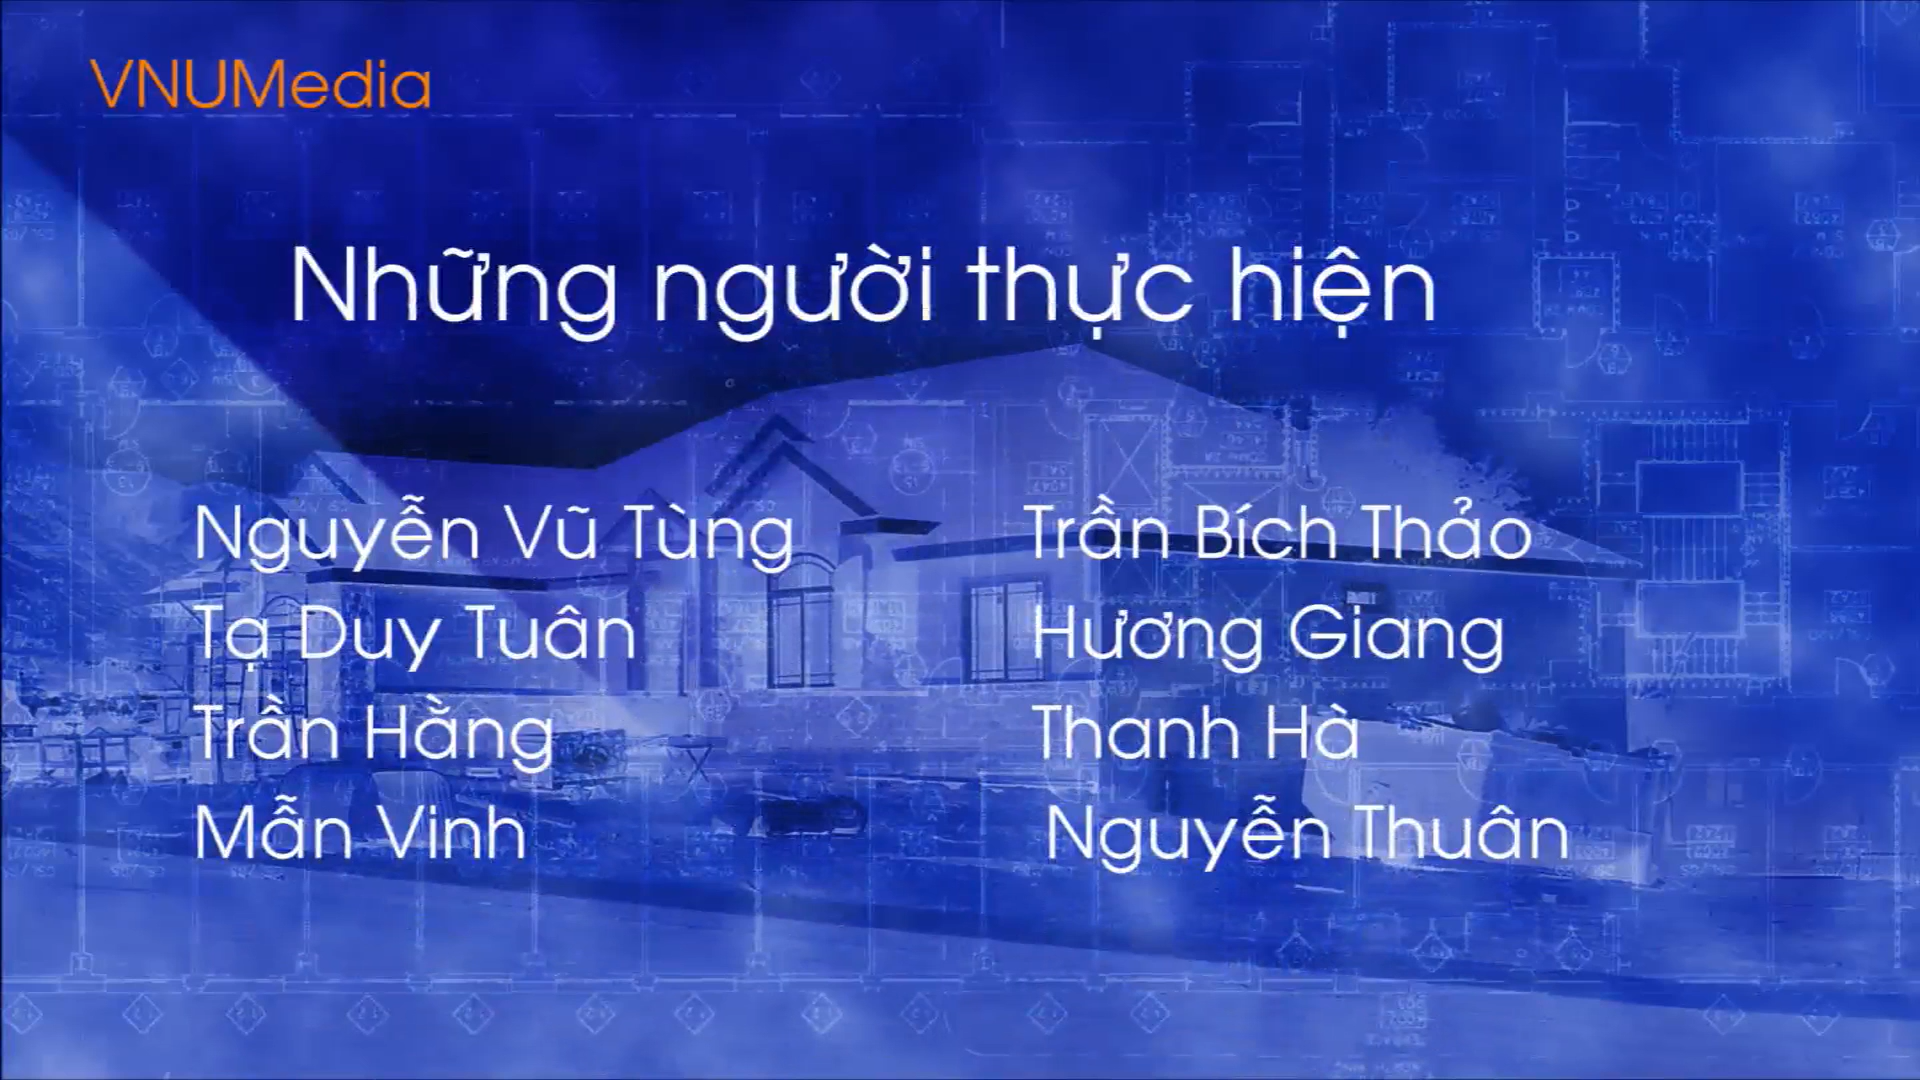 VNUMedia
Những người thực hiện
Nguyễn Vũ Tùng
Tạ Duy Tuân
Trần Hằng
Mẫn Vinh
Trần Bích Thảo
Hương Giang
Thanh Hà
Nguyễn Thuân